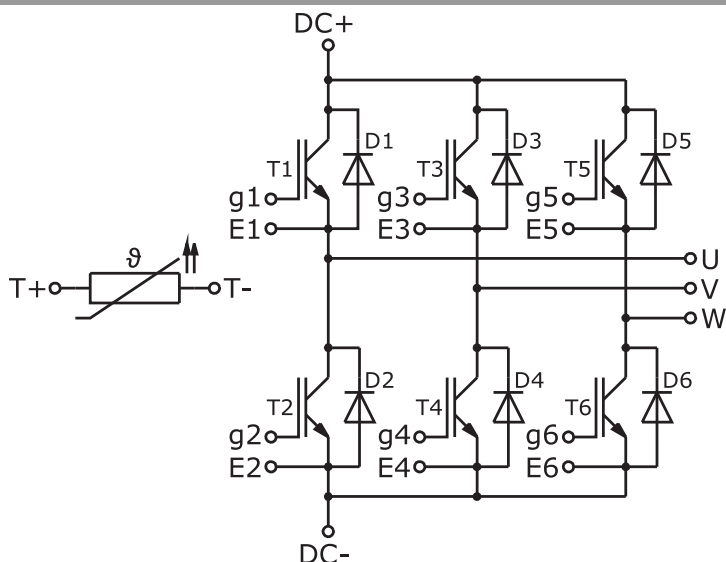 DC+
D1
D3
D5
T1
T3
T5
g1
g3
g5
E1
E3
E5
ϑ
U
T+
T-
V
W
D2
D4
D6
T2
T4
T6
g2
g4
g6
E2
E4
E6
DC-